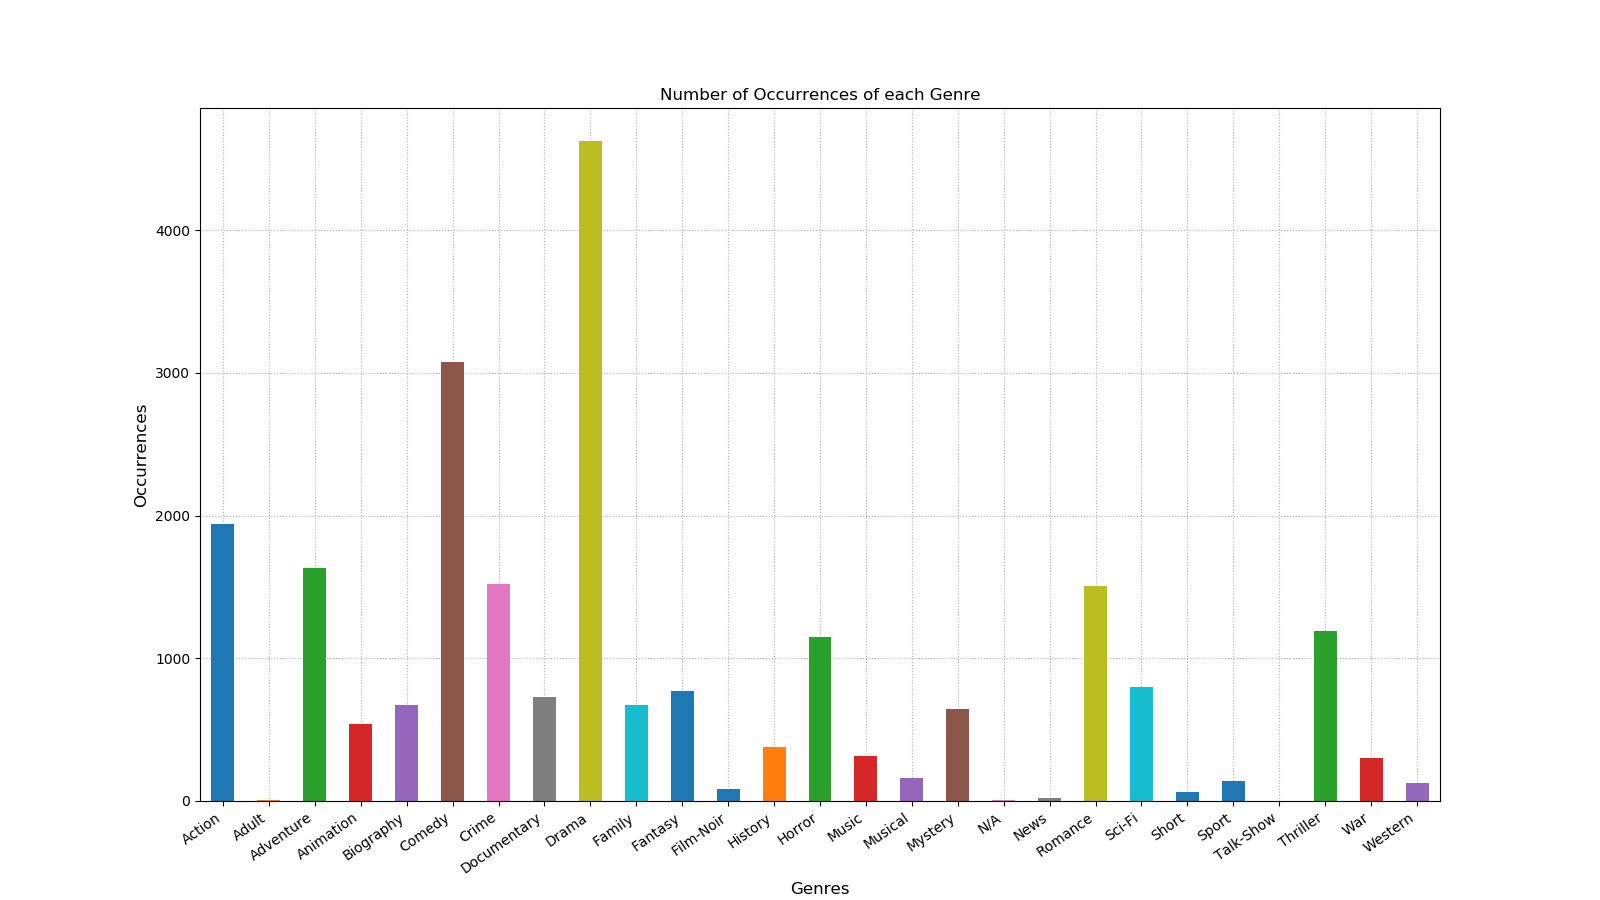 Number of Occurrences of each Genre
4000
3000
2000
1000
0
Occurrences
Action
Adult
Adventure
Animation
Biography
Comedy
Crime
Documentary
Drama
Family
Fantasy
Film-Noir
History
Horror
Music
Musical
Mystery
N/A
News
Romance
Sci-Fi
Short
Sport
Talk-Show
Thriller
War
Western
Genres